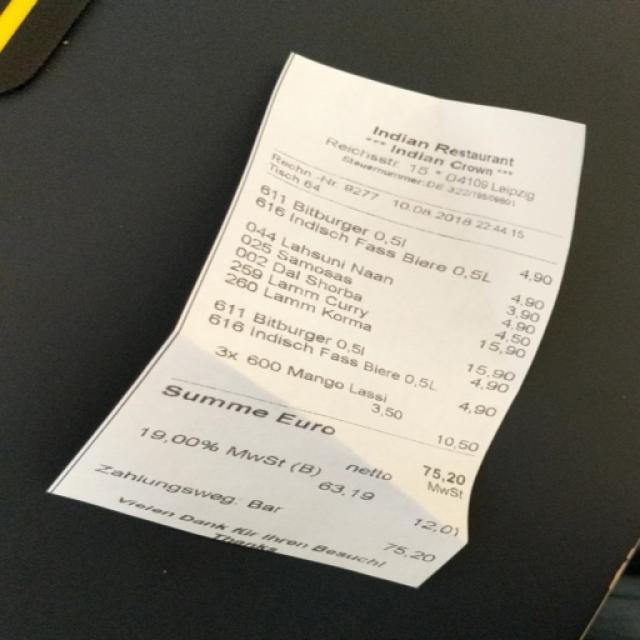 Indian Restaurant
*** Indian Crown ***
Reichsstr. 15 * 04109 Leipzig
Steuernummer:DE
Rechn.-Nr. 9277 10.08.2018 22:44:15
Tisch 64
611 Bitburger 0,5l 4,90
616 Indisch Fass Biere 0,5L 4,90
044 Lahsuni Naan 3,90
025 Samosas 4,90
002 Dal Shorba 4,50
259 Lamm Curry 15,90
260 Lamm Korma 15,90
611 Bitburger 0,5l 4,90
616 Indisch Fass Biere 0,5L 4,90
3x 600 Mango Lassi
3,50 10,50
Summe Euro 75,20
netto MwSt
19,00% MwSt (B) 63,19 12,01
Zahlungsweg: Bar 75,20
Vielen Dank für Ihren Besuch!
Thanks